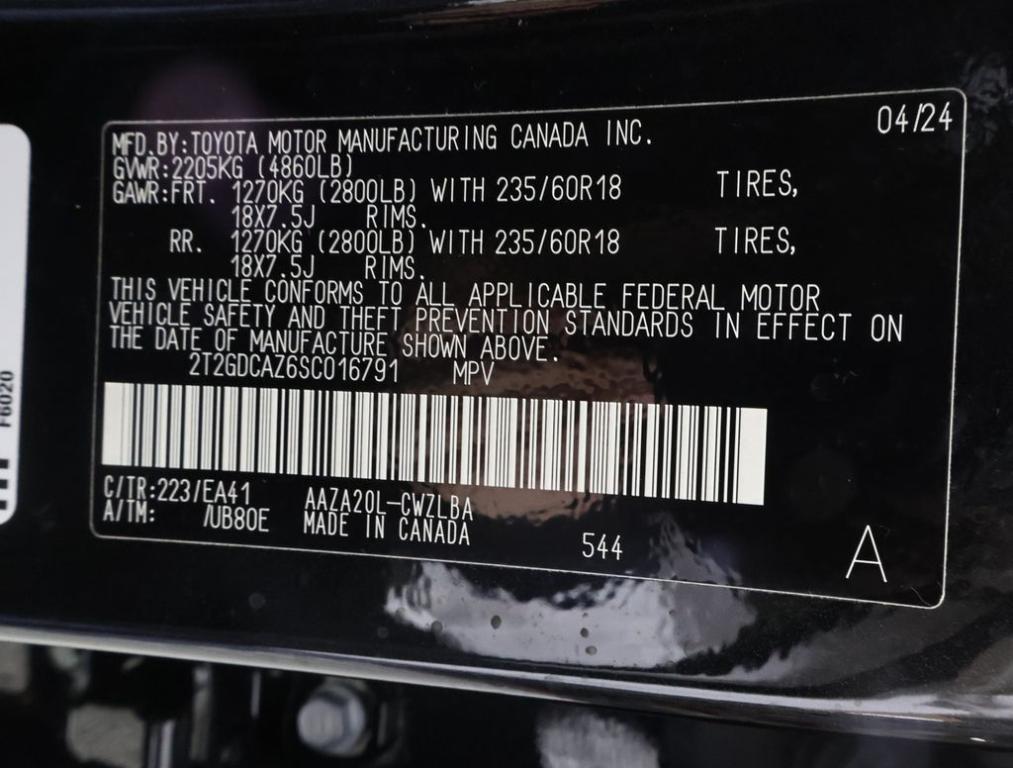 04/24
MFD.BY:TOYOTA MOTOR MANUFACTURING CANADA INC.
GVWR:2205KG (4860LB)
GAWR:FRT. 1270KG (2800LB) WITH 235/60R18 TIRES,
18X7.5J RIMS.
RR. 1270KG (2800LB) WITH 235/60R18 TIRES,
18X7.5J RIMS.
THIS VEHICLE CONFORMS TO ALL APPLICABLE FEDERAL MOTOR
VEHICLE SAFETY AND THEFT PREVENTION STANDARDS IN EFFECT ON
THE DATE OF MANUFACTURE SHOWN ABOVE.
2T2GDCAZ6SC016791 MPV
C/TR:223/EA41 AAZA20L-CWZLBA
A/TM: /UB80E MADE IN CANADA
544
A
F6020